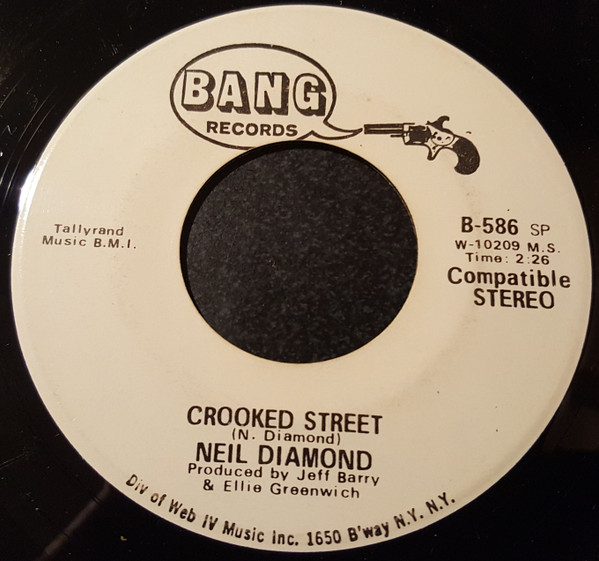 BANG
RECORDS
Tallyrand
Music B.M.I.
B-586 SP
W-10209 M.S.
Time: 2:26
Compatible
STEREO
CROOKED STREET
(N. Diamond)
NEIL DIAMOND
Produced by Jeff Barry
& Ellie Greenwich
Div of Web IV Music Inc. 1650 B'way N.Y. N.Y.